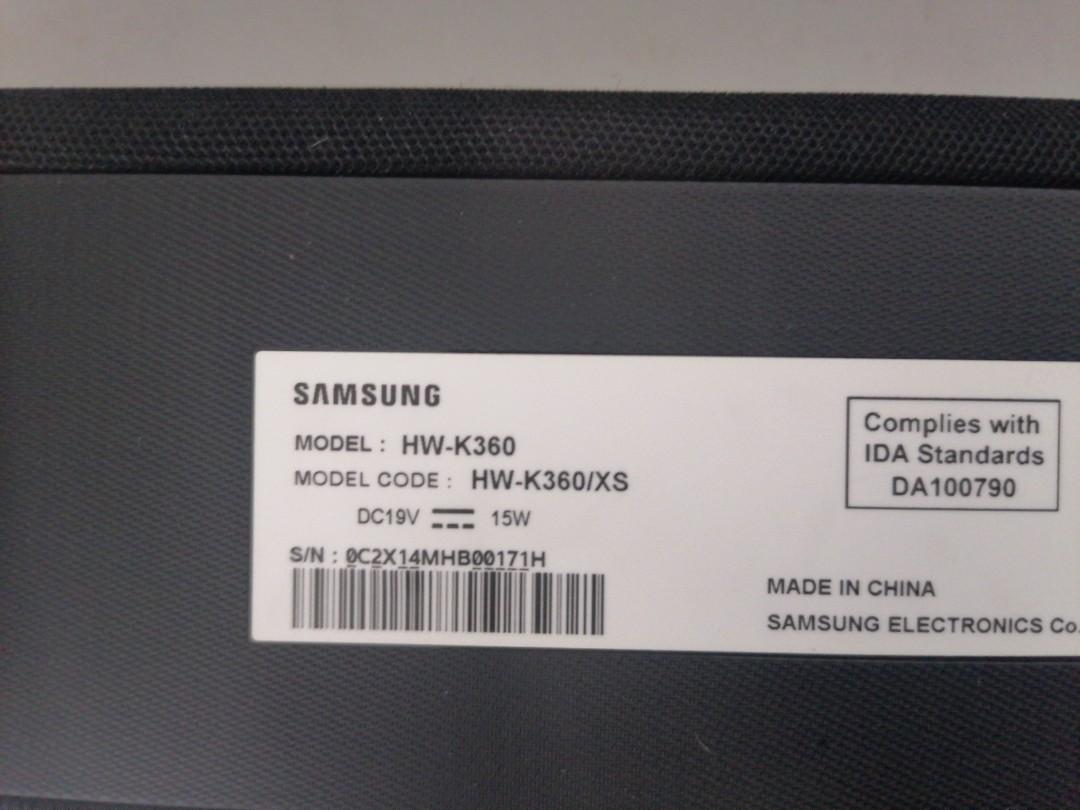 SAMSUNG
MODEL : HW-K360
MODEL CODE : HW-K360/XS
DC19V 15W
S/N : 0C2X14MHB00171H
Complies with
IDA Standards
DA100790
MADE IN CHINA
SAMSUNG ELECTRONICS Co.